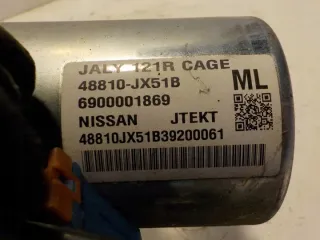 JALY 121R CAGE
48810-JX51B ML
6900001869
NISSAN JTEKT
48810JX51B39200061